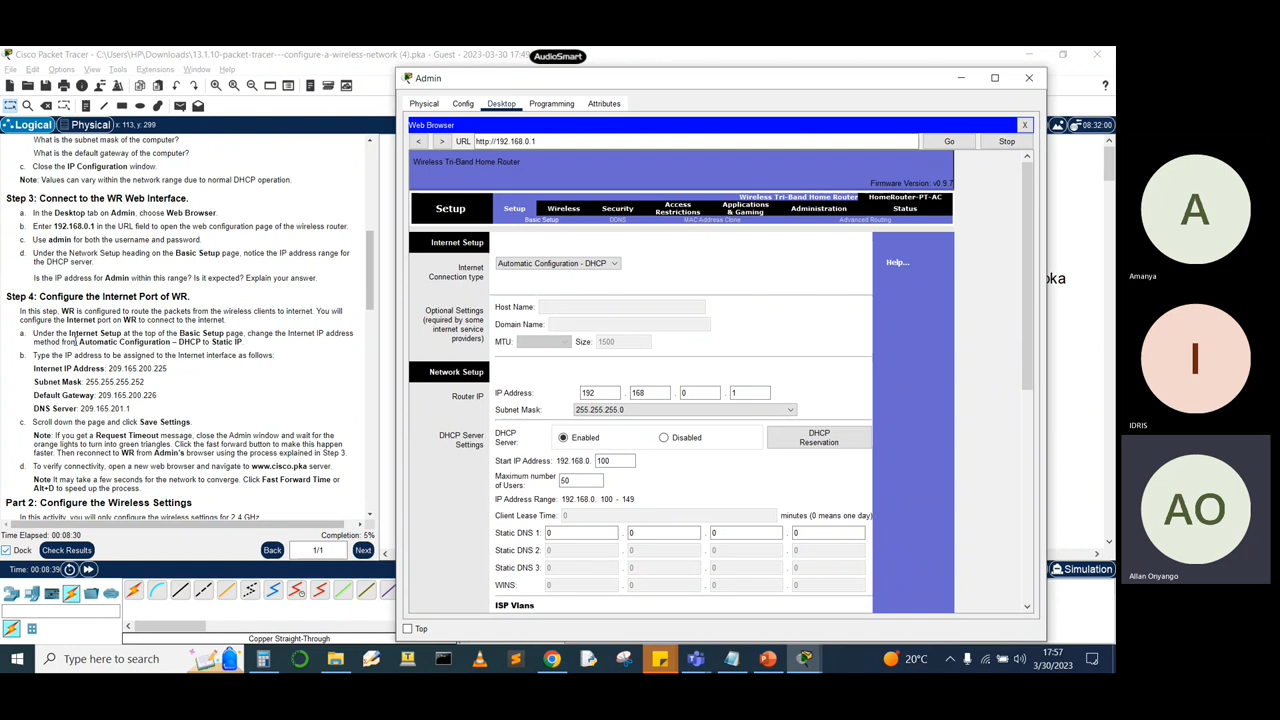 Cisco Packet Tracer - C:\Users\HP\Downloads\13.1.10-packet-tracer---configure-a-wireless-network (4).pka - Guest - 2023-03-30 17:49
AudioSmart
File Edit Options View Tools Extensions Window Help
Logical Physical x: 113, y: 299
08:32:00
What is the subnet mask of the computer?
What is the default gateway of the computer?
c. Close the IP Configuration window.
Note: Values can vary within the network range due to normal DHCP operation.
Step 3: Connect to the WR Web Interface.
a. In the Desktop tab on Admin, choose Web Browser.
b. Enter 192.168.0.1 in the URL field to open the web configuration page of the wireless router.
c. Use admin for both the username and password.
d. Under the Network Setup heading on the Basic Setup page, notice the IP address range for
the DHCP server.
Is the IP address for Admin within this range? Is it expected? Explain your answer.
Step 4: Configure the Internet Port of WR.
In this step, WR is configured to route the packets from the wireless clients to internet. You will
configure the Internet port on WR to connect to the internet.
a. Under the Internet Setup at the top of the Basic Setup page, change the Internet IP address
method from Automatic Configuration – DHCP to Static IP.
b. Type the IP address to be assigned to the Internet interface as follows:
Internet IP Address: 209.165.200.225
Subnet Mask: 255.255.255.252
Default Gateway: 209.165.200.226
DNS Server: 209.165.201.1
c. Scroll down the page and click Save Settings.
Note: If you get a Request Timeout message, close the Admin window and wait for the
orange lights to turn into green triangles. Click the fast forward button to make this happen
faster. Then reconnect to WR from Admin's browser using the process explained in Step 3.
d. To verify connectivity, open a new web browser and navigate to www.cisco.pka server.
Note It may take a few seconds for the network to converge. Click Fast Forward Time or
Alt+D to speed up the process.
Part 2: Configure the Wireless Settings
In this activity, you will only configure the wireless settings for 2.4 GHz
Time Elapsed: 00:08:30 Completion: 5%
Dock Check Results Back 1/1 Next
Time: 00:08:39
Simulation
Copper Straight-Through
Admin
Physical Config Desktop Programming Attributes
Web Browser X
< > URL http://192.168.0.1 Go Stop
Wireless Tri-Band Home Router
Firmware Version: v0.9.7
Wireless Tri-Band Home Router HomeRouter-PT-AC
Setup
Setup Wireless Security Access Restrictions Applications & Gaming Administration Status
Basic Setup DDNS MAC Address Clone Advanced Routing
Internet Setup
Internet
Connection type
Automatic Configuration - DHCP
Help...
Optional Settings
(required by some
internet service
providers)
Host Name:
Domain Name:
MTU: Size: 1500
Network Setup
Router IP
IP Address: 192 . 168 . 0 . 1
Subnet Mask: 255.255.255.0
DHCP Server
Settings
DHCP
Server: Enabled Disabled
DHCP
Reservation
Start IP Address: 192.168.0. 100
Maximum number
of Users: 50
IP Address Range: 192.168.0. 100 - 149
Client Lease Time: 0 minutes (0 means one day)
Static DNS 1: 0 . 0 . 0 . 0
Static DNS 2: 0 . 0 . 0 . 0
Static DNS 3: 0 . 0 . 0 . 0
WINS: 0 . 0 . 0 . 0
ISP Vlans
Top
pka
A
Amanya
I
IDRIS
AO
Allan Onyango
Type here to search
20°C
17:57
3/30/2023